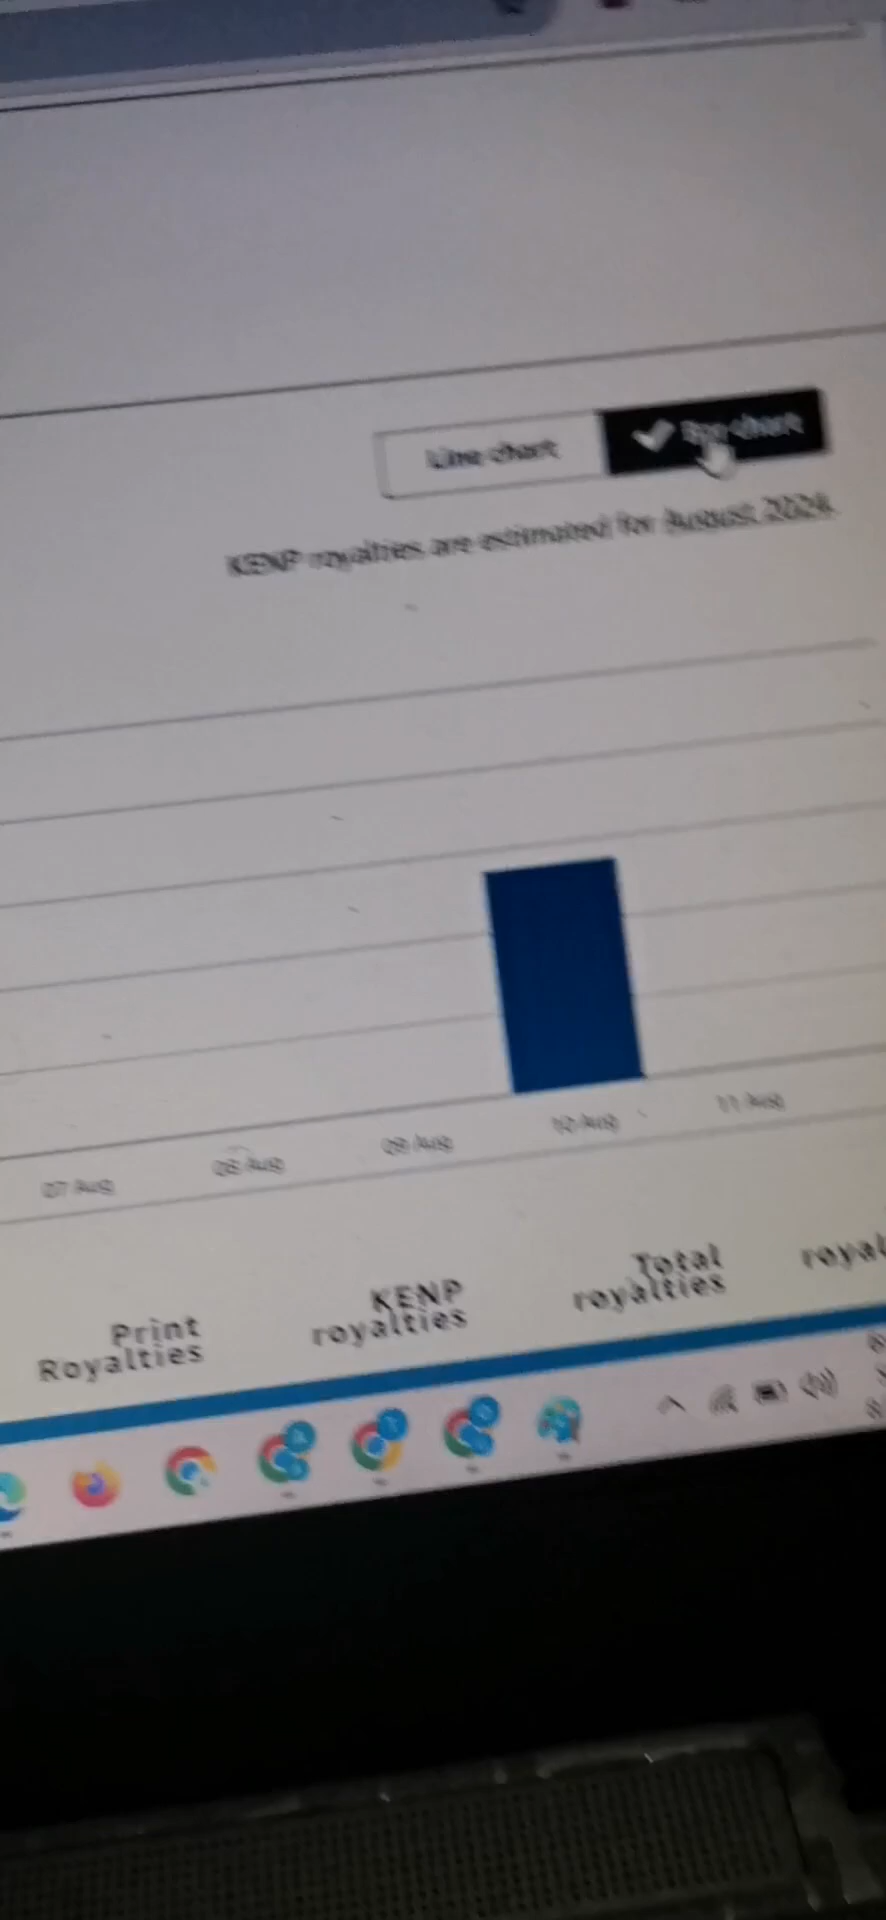 Line chart Bar chart
KENP royalties are estimated for August 2024.
07 Aug 08 Aug 09 Aug 10 Aug 11 Aug
Print Royalties
KENP royalties
Total royalties